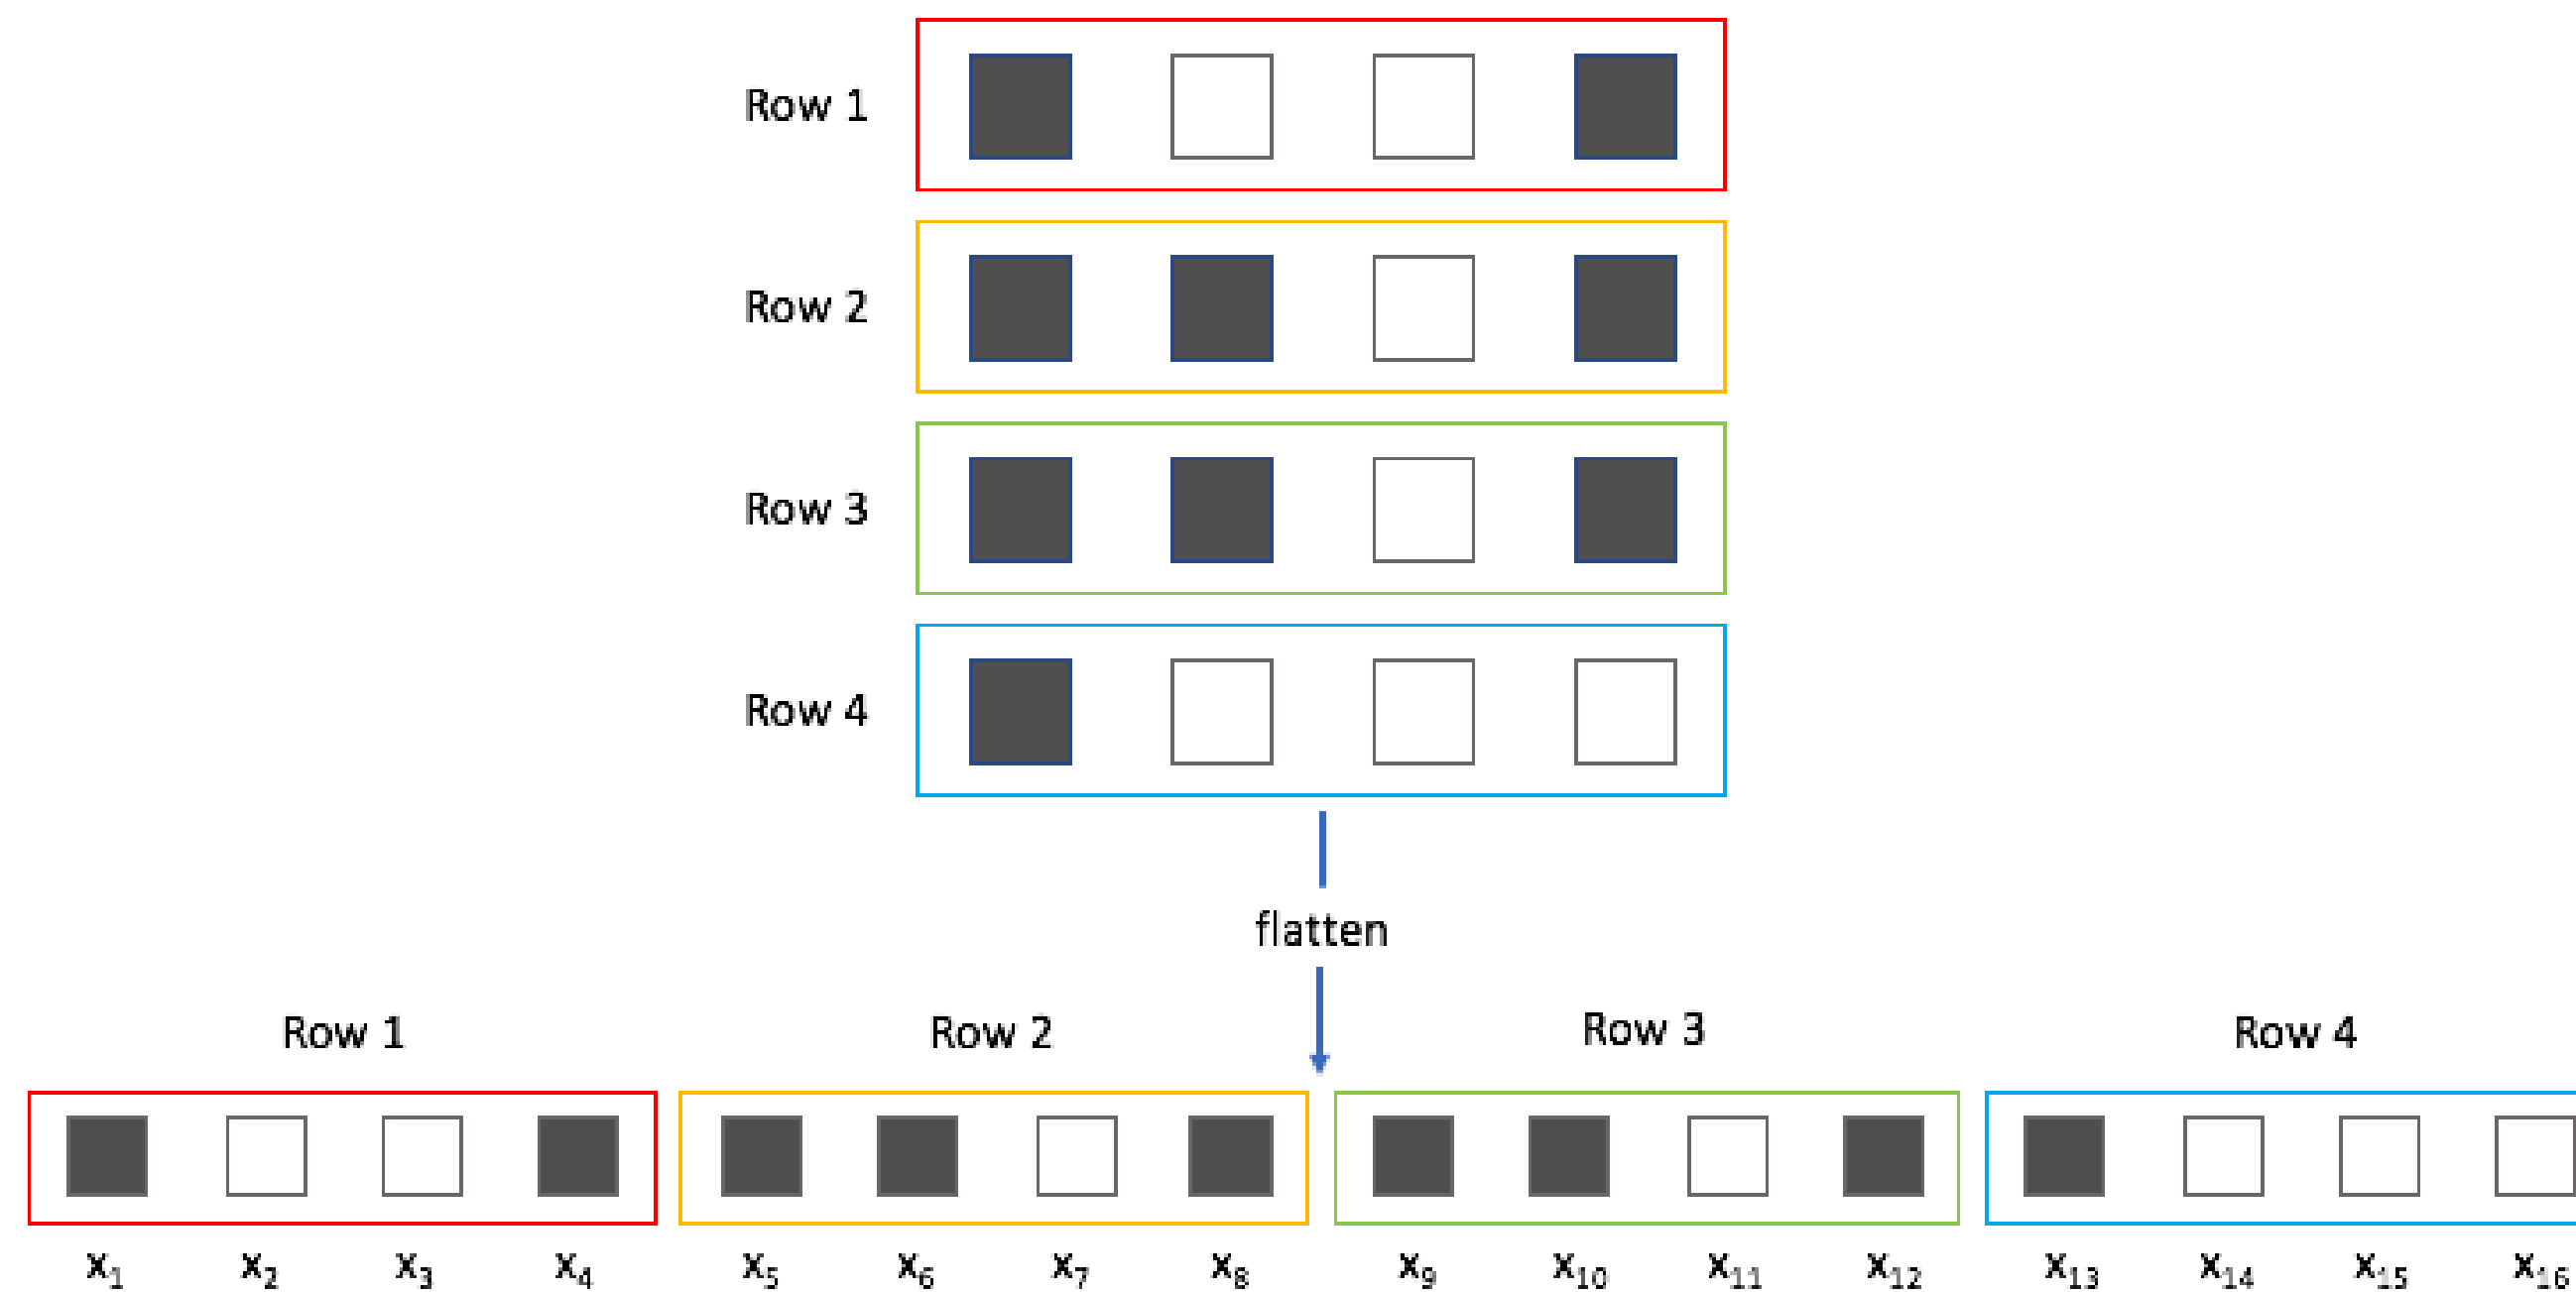 Row 1
Row 2
Row 3
Row 4
flatten
Row 1 Row 2 Row 3 Row 4
x₁ x₂ x₃ x₄ x₅ x₆ x₇ x₈ x₉ x₁₀ x₁₁ x₁₂ x₁₃ x₁₄ x₁₅ x₁₆